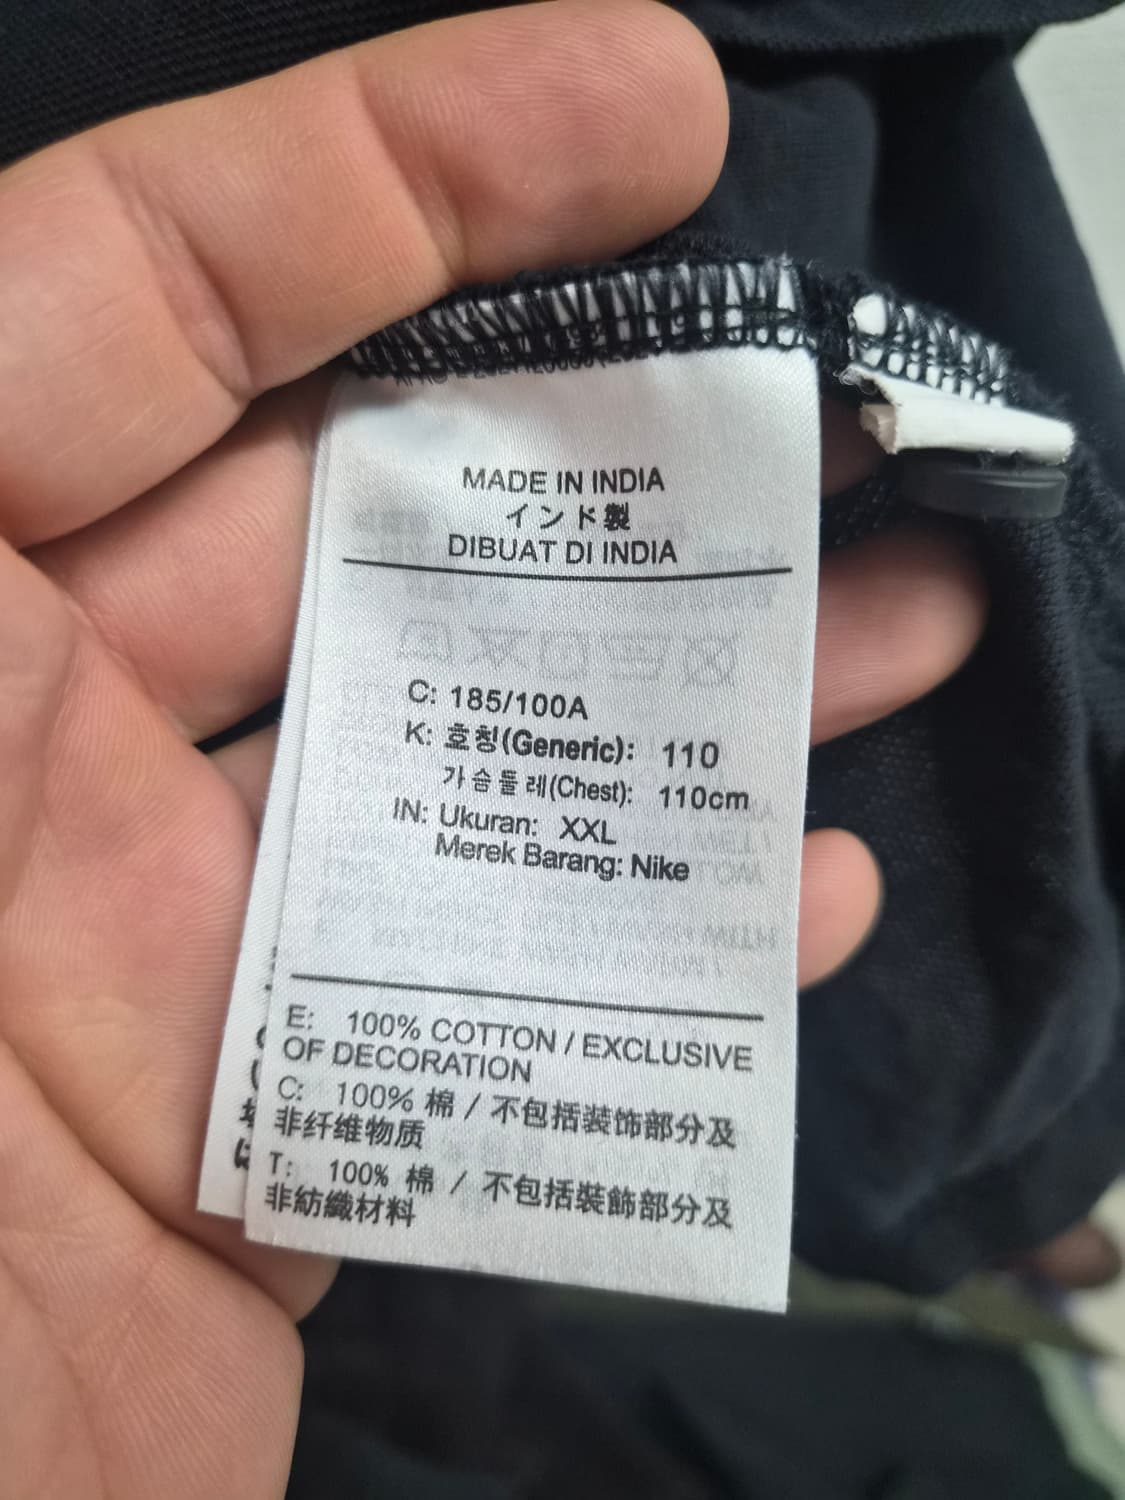 MADE IN INDIA
インド製
DIBUAT DI INDIA
C: 185/100A
K: 호칭(Generic): 110
가슴둘레(Chest): 110cm
IN: Ukuran: XXL
Merek Barang: Nike
E: 100% COTTON / EXCLUSIVE
OF DECORATION
C: 100% 棉 / 不包括装饰部分及
非纤维物质
T: 100% 棉 / 不包括裝飾部分及
非紡織材料